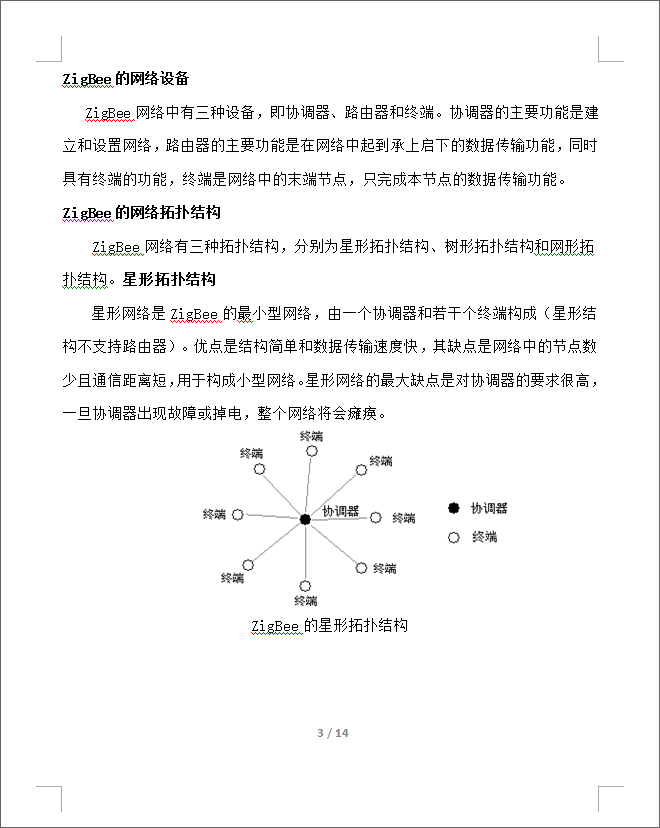 ZigBee的网络设备
ZigBee网络中有三种设备，即协调器、路由器和终端。协调器的主要功能是建
立和设置网络，路由器的主要功能是在网络中起到承上启下的数据传输功能，同时
具有终端的功能，终端是网络中的末端节点，只完成本节点的数据传输功能。
ZigBee的网络拓扑结构
ZigBee网络有三种拓扑结构，分别为星形拓扑结构、树形拓扑结构和网形拓
扑结构。星形拓扑结构
星形网络是ZigBee的最小型网络，由一个协调器和若干个终端构成（星形结
构不支持路由器）。优点是结构简单和数据传输速度快，其缺点是网络中的节点数
少且通信距离短，用于构成小型网络。星形网络的最大缺点是对协调器的要求很高，
一旦协调器出现故障或掉电，整个网络将会瘫痪。
终端
终端
终端
终端
协调器
终端
终端
终端
终端
协调器
终端
ZigBee的星形拓扑结构
3 / 14